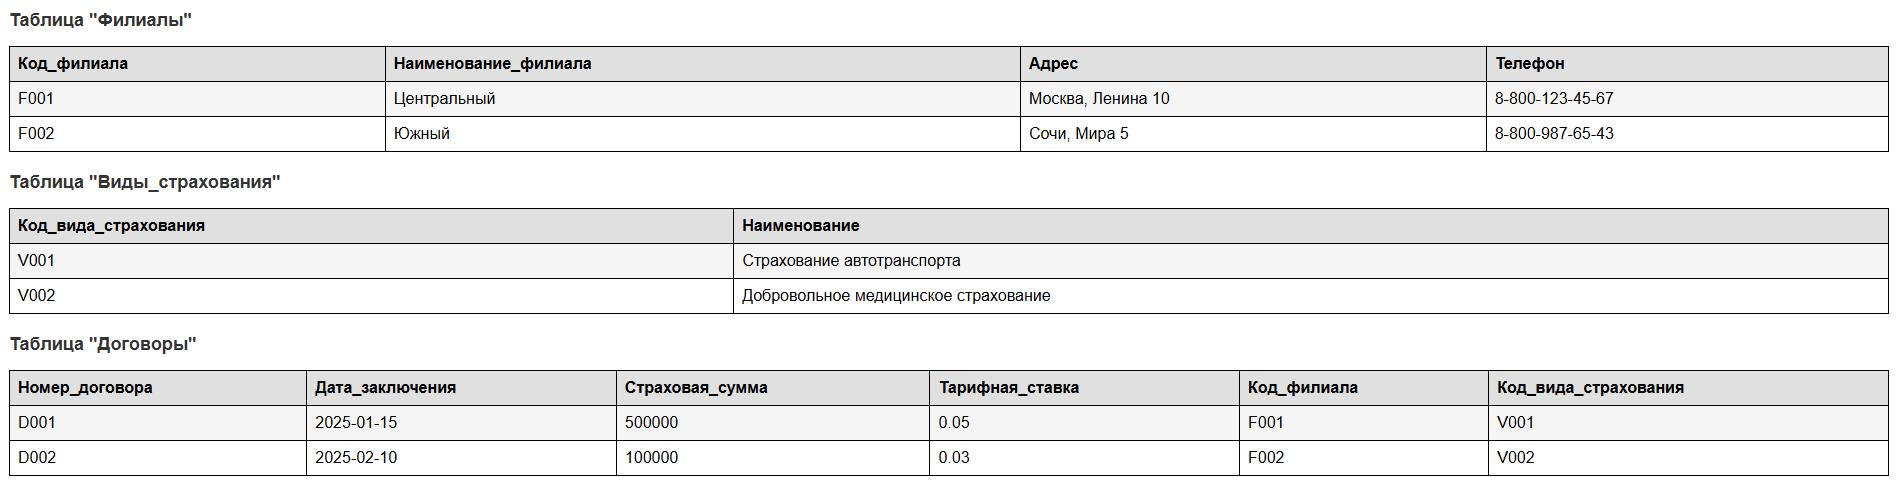 Таблица "Филиалы"
Код_филиала Наименование_филиала Адрес Телефон
F001 Центральный Москва, Ленина 10 8-800-123-45-67
F002 Южный Сочи, Мира 5 8-800-987-65-43
Таблица "Виды_страхования"
Код_вида_страхования Наименование
V001 Страхование автотранспорта
V002 Добровольное медицинское страхование
Таблица "Договоры"
Номер_договора Дата_заключения Страховая_сумма Тарифная_ставка Код_филиала Код_вида_страхования
D001 2025-01-15 500000 0.05 F001 V001
D002 2025-02-10 100000 0.03 F002 V002